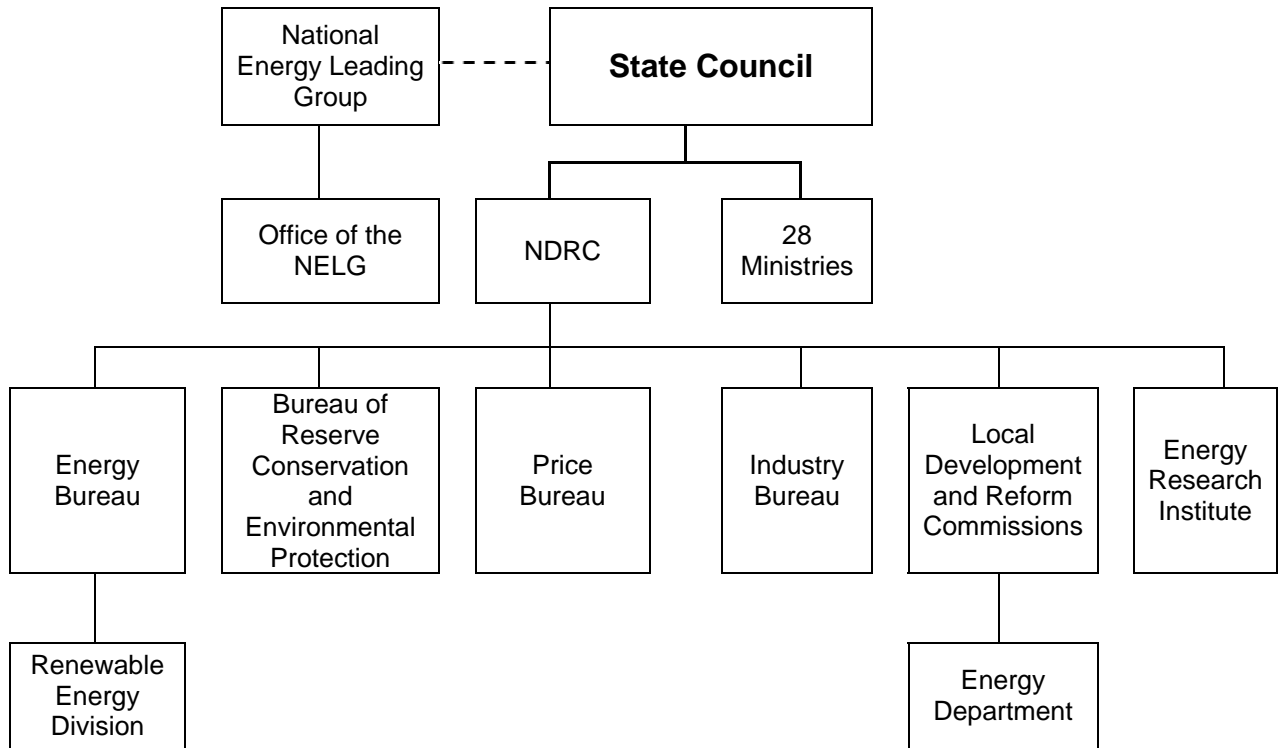 National
Energy Leading
Group
State Council
Office of the
NELG
NDRC
28
Ministries
Energy
Bureau
Bureau of
Reserve
Conservation
and
Environmental
Protection
Price
Bureau
Industry
Bureau
Local
Development
and Reform
Commissions
Energy
Research
Institute
Renewable
Energy
Division
Energy
Department